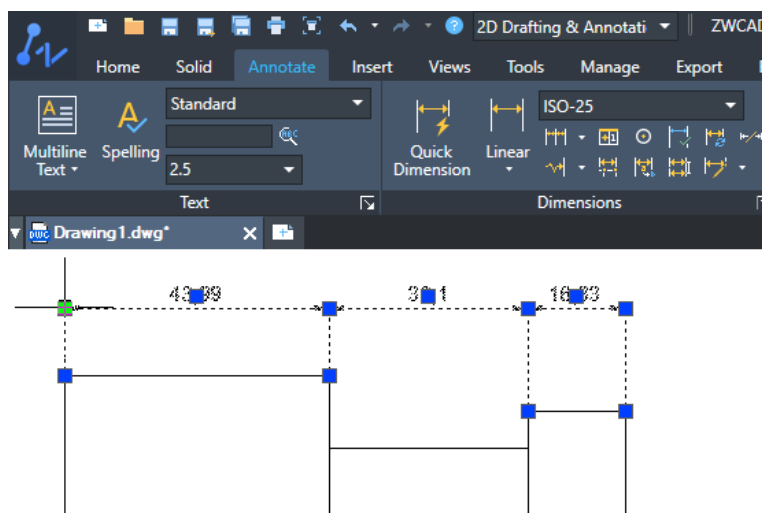 2D Drafting & Annotati
ZWCAD
Home Solid Annotate Insert Views Tools Manage Export
Standard
ISO-25
Multiline Text
Spelling
2.5
Quick Dimension
Linear
Text
Dimensions
DWG Drawing1.dwg*